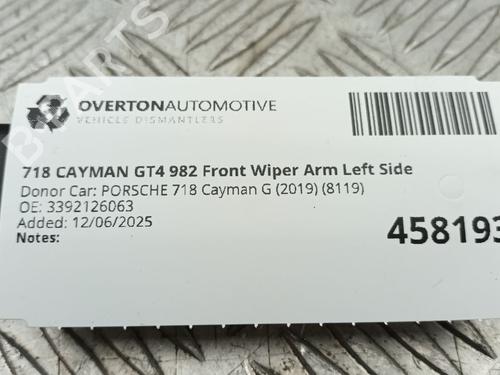 OVERTONAUTOMOTIVE
VEHICLE DISMANTLERS
718 CAYMAN GT4 982 Front Wiper Arm Left Side
Donor Car: PORSCHE 718 Cayman G (2019) (8119)
OE: 3392126063
Added: 12/06/2025
Notes:
458193